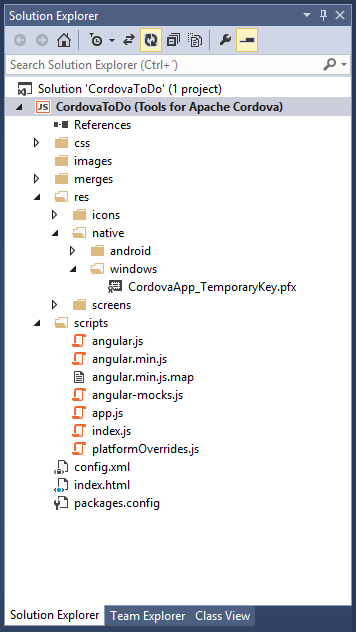 Solution Explorer
Search Solution Explorer (Ctrl+´)
Solution 'CordovaToDo' (1 project)
JS CordovaToDo (Tools for Apache Cordova)
References
css
images
merges
res
icons
native
android
windows
CordovaApp_TemporaryKey.pfx
screens
scripts
angular.js
angular.min.js
angular.min.js.map
angular-mocks.js
app.js
index.js
platformOverrides.js
config.xml
index.html
packages.config
Solution Explorer Team Explorer Class View